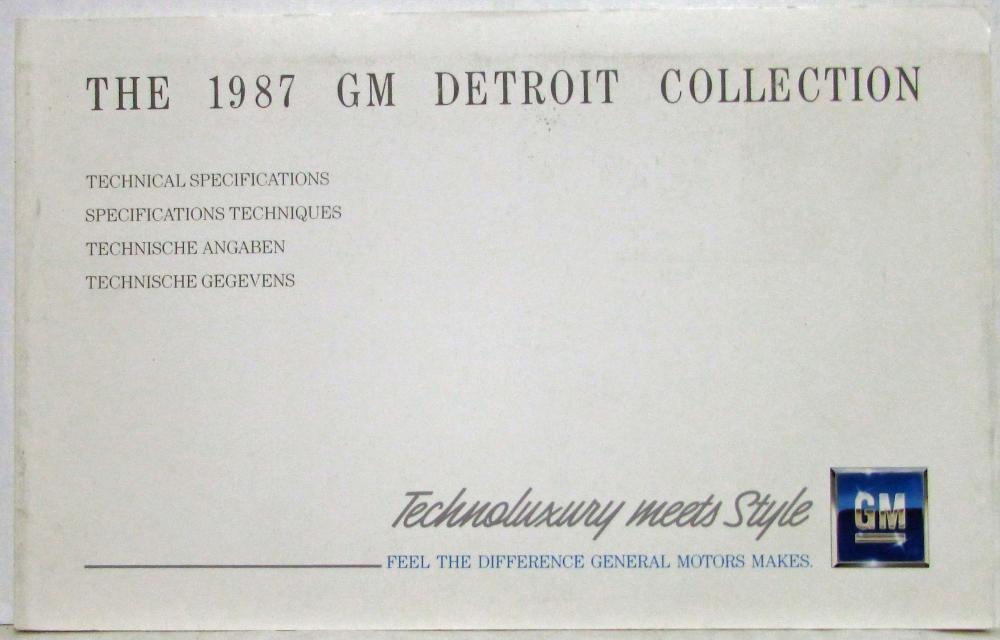 THE 1987 GM DETROIT COLLECTION
TECHNICAL SPECIFICATIONS
SPECIFICATIONS TECHNIQUES
TECHNISCHE ANGABEN
TECHNISCHE GEGEVENS
Technoluxury meets Style
GM
FEEL THE DIFFERENCE GENERAL MOTORS MAKES.